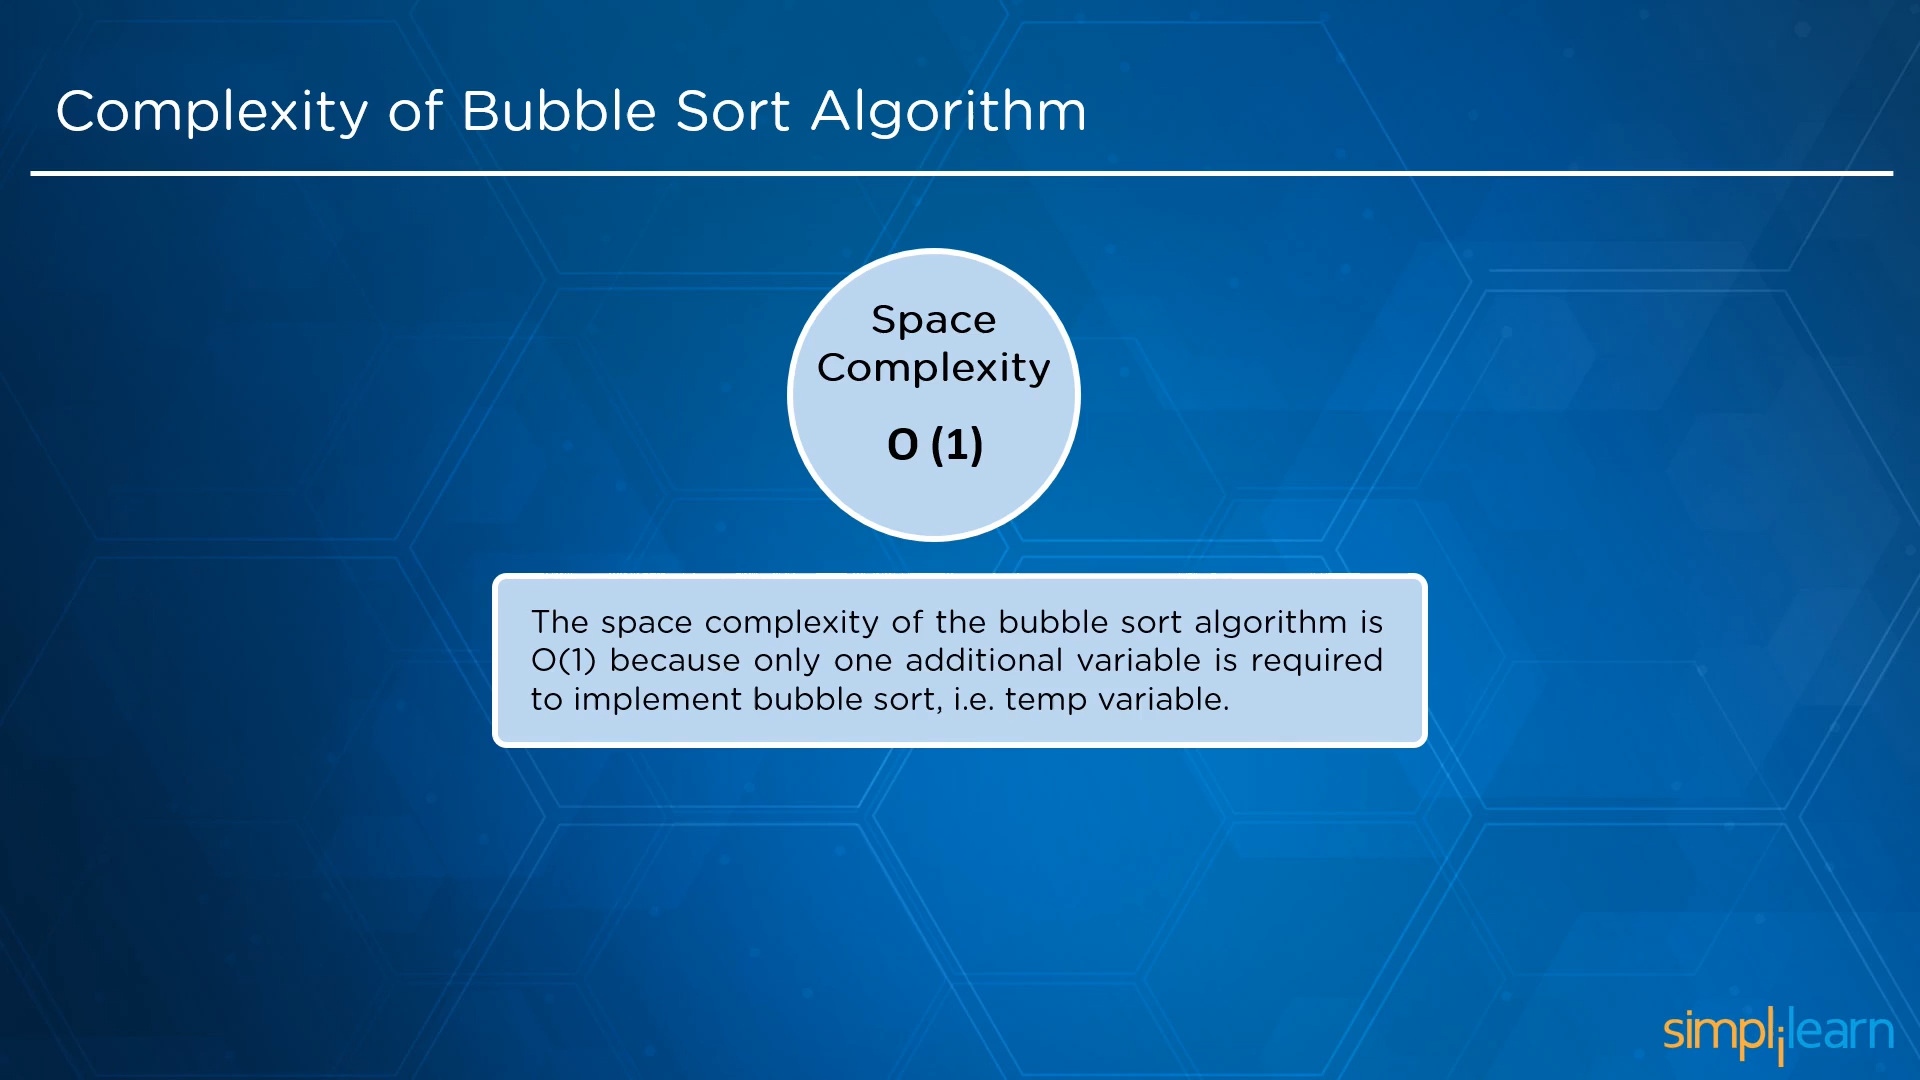 Complexity of Bubble Sort Algorithm
Space
Complexity
O (1)
The space complexity of the bubble sort algorithm is
O(1) because only one additional variable is required
to implement bubble sort, i.e. temp variable.
simplilearn